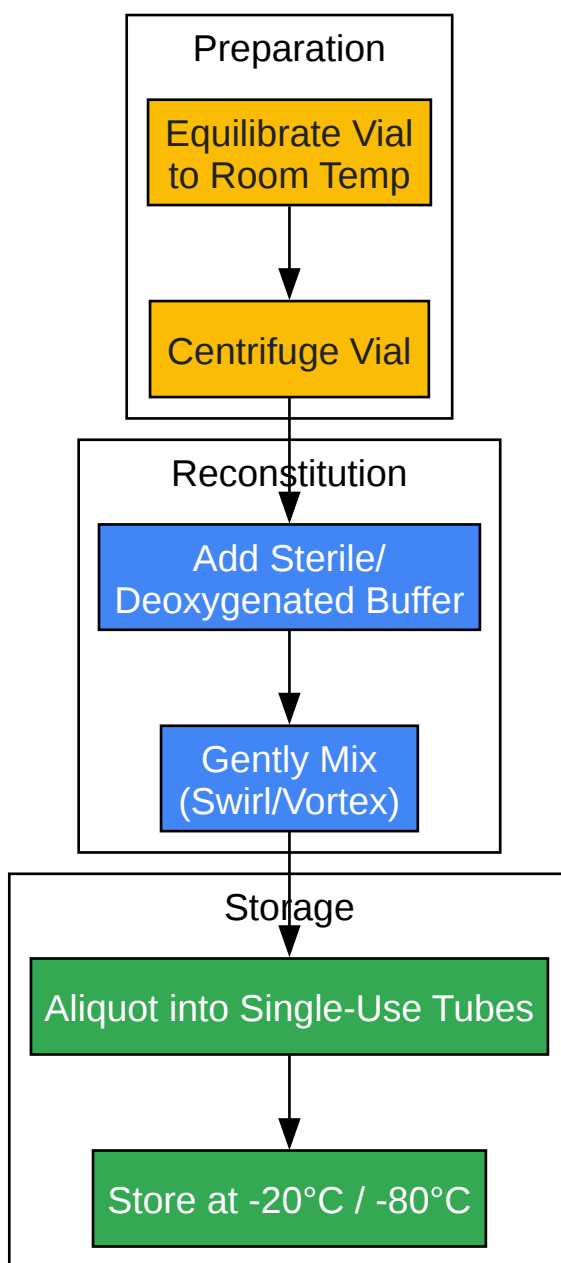 Preparation
Equilibrate Vial
to Room Temp
Centrifuge Vial
Reconstitution
Add Sterile/
Deoxygenated Buffer
Gently Mix
(Swirl/Vortex)
Storage
Aliquot into Single-Use Tubes
Store at -20°C / -80°C